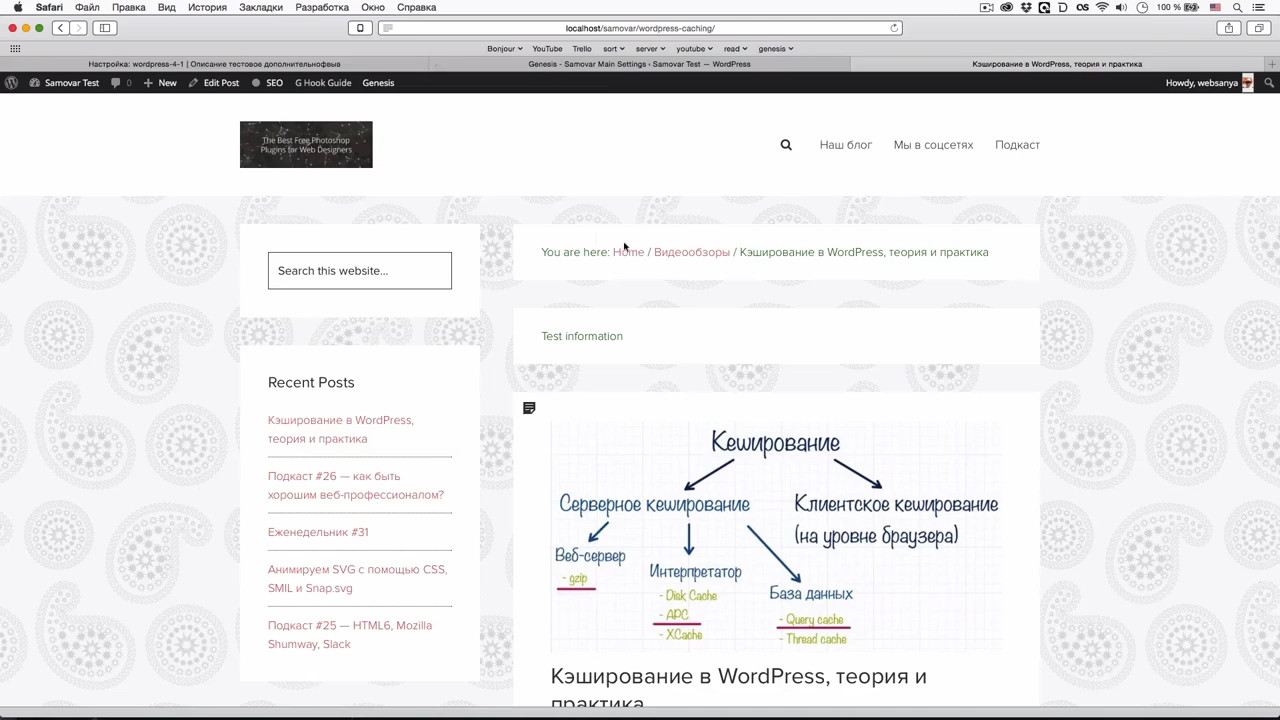 Safari Файл Правка Вид История Закладки Разработка Окно Справка 100 %
localhost/samovar/wordpress-caching/
Bonjour YouTube Trello sort server youtube read genesis
Настройка: wordpress-4-1 | Описание тестовое дополнительнофвыв Genesis - Samovar Main Settings ‹ Samovar Test — WordPress Кэширование в WordPress, теория и практика
Samovar Test 0 New Edit Post SEO G Hook Guide Genesis Howdy, websanya
The Best Free Photoshop
Plugins for Web Designers
Наш блог Мы в соцсетях Подкаст
Search this website...
You are here: Home / Видеообзоры / Кэширование в WordPress, теория и практика
Test information
Recent Posts
Кэширование в WordPress,
теория и практика
Подкаст #26 — как быть
хорошим веб-профессионалом?
Еженедельник #31
Анимируем SVG с помощью CSS,
SMIL и Snap.svg
Подкаст #25 — HTML6, Mozilla
Shumway, Slack
Кеширование
Серверное кеширование
Клиентское кеширование
(на уровне браузера)
Веб-сервер
- gzip
Интерпретатор
- Disk Cache
- APC
- XCache
База данных
- Query cache
- Thread cache
Кэширование в WordPress, теория и
практика